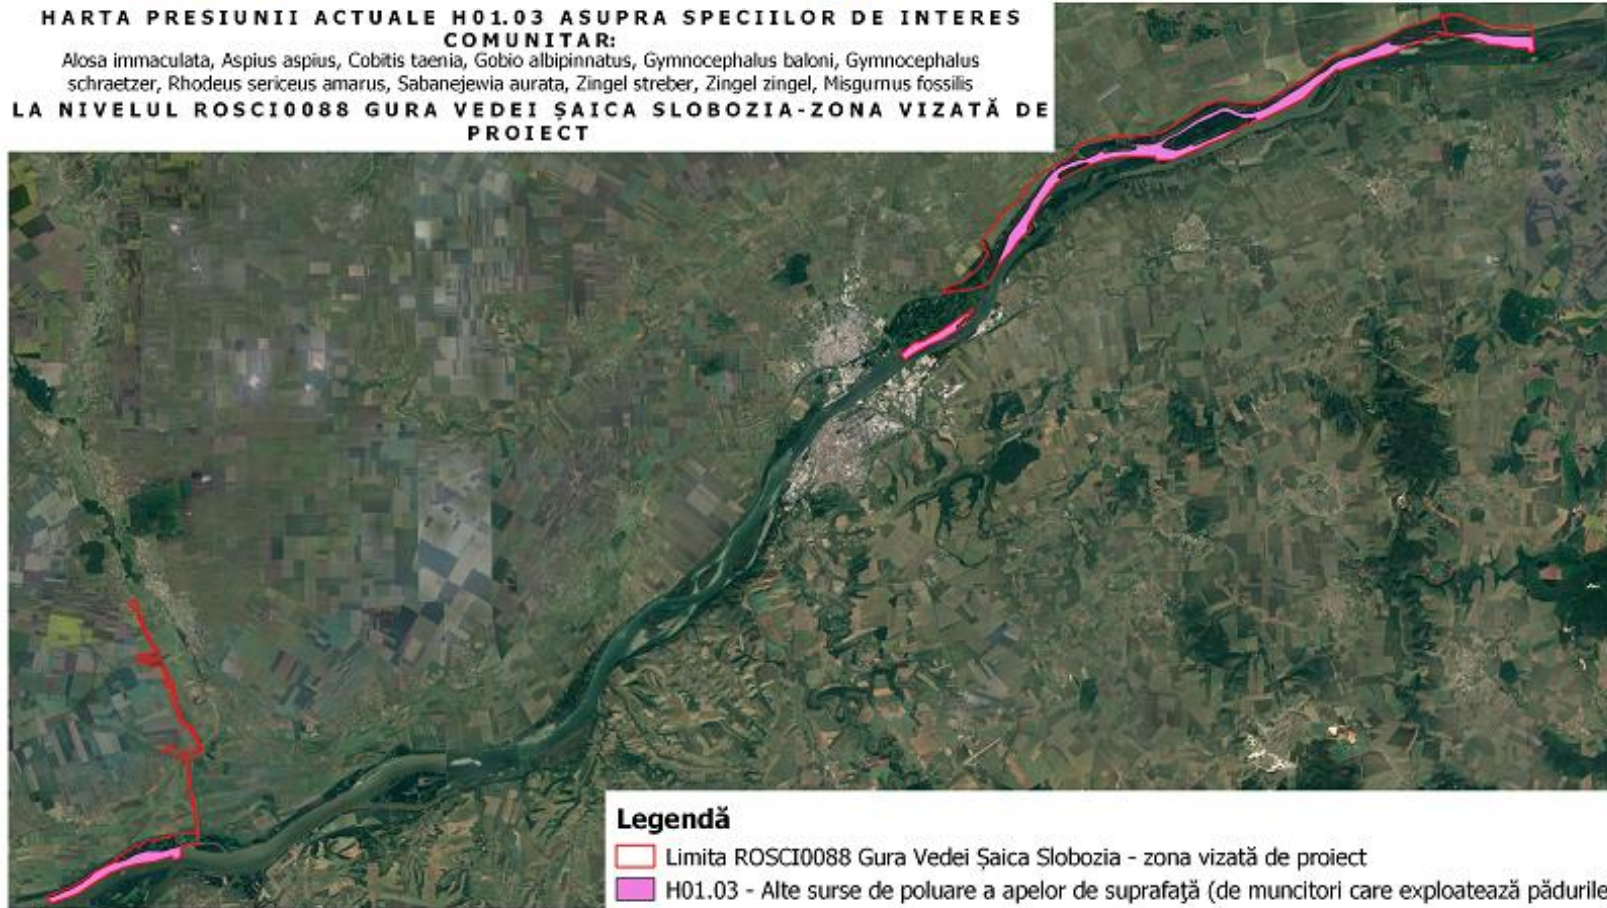 HARTA PRESIUNII ACTUALE H01.03 ASUPRA SPECIILOR DE INTERES
COMUNITAR:
Alosa immaculata, Aspius aspius, Cobitis taenia, Gobio albipinnatus, Gymnocephalus baloni, Gymnocephalus
schraetzer, Rhodeus sericeus amarus, Sabanejewia aurata, Zingel streber, Zingel zingel, Misgurnus fossilis
LA NIVELUL ROSCI0088 GURA VEDEI ȘAICA SLOBOZIA-ZONA VIZATĂ DE
PROIECT
Legendă
Limita ROSCI0088 Gura Vedei Șaica Slobozia - zona vizată de proiect
H01.03 - Alte surse de poluare a apelor de suprafață (de muncitori care exploatează pădurile